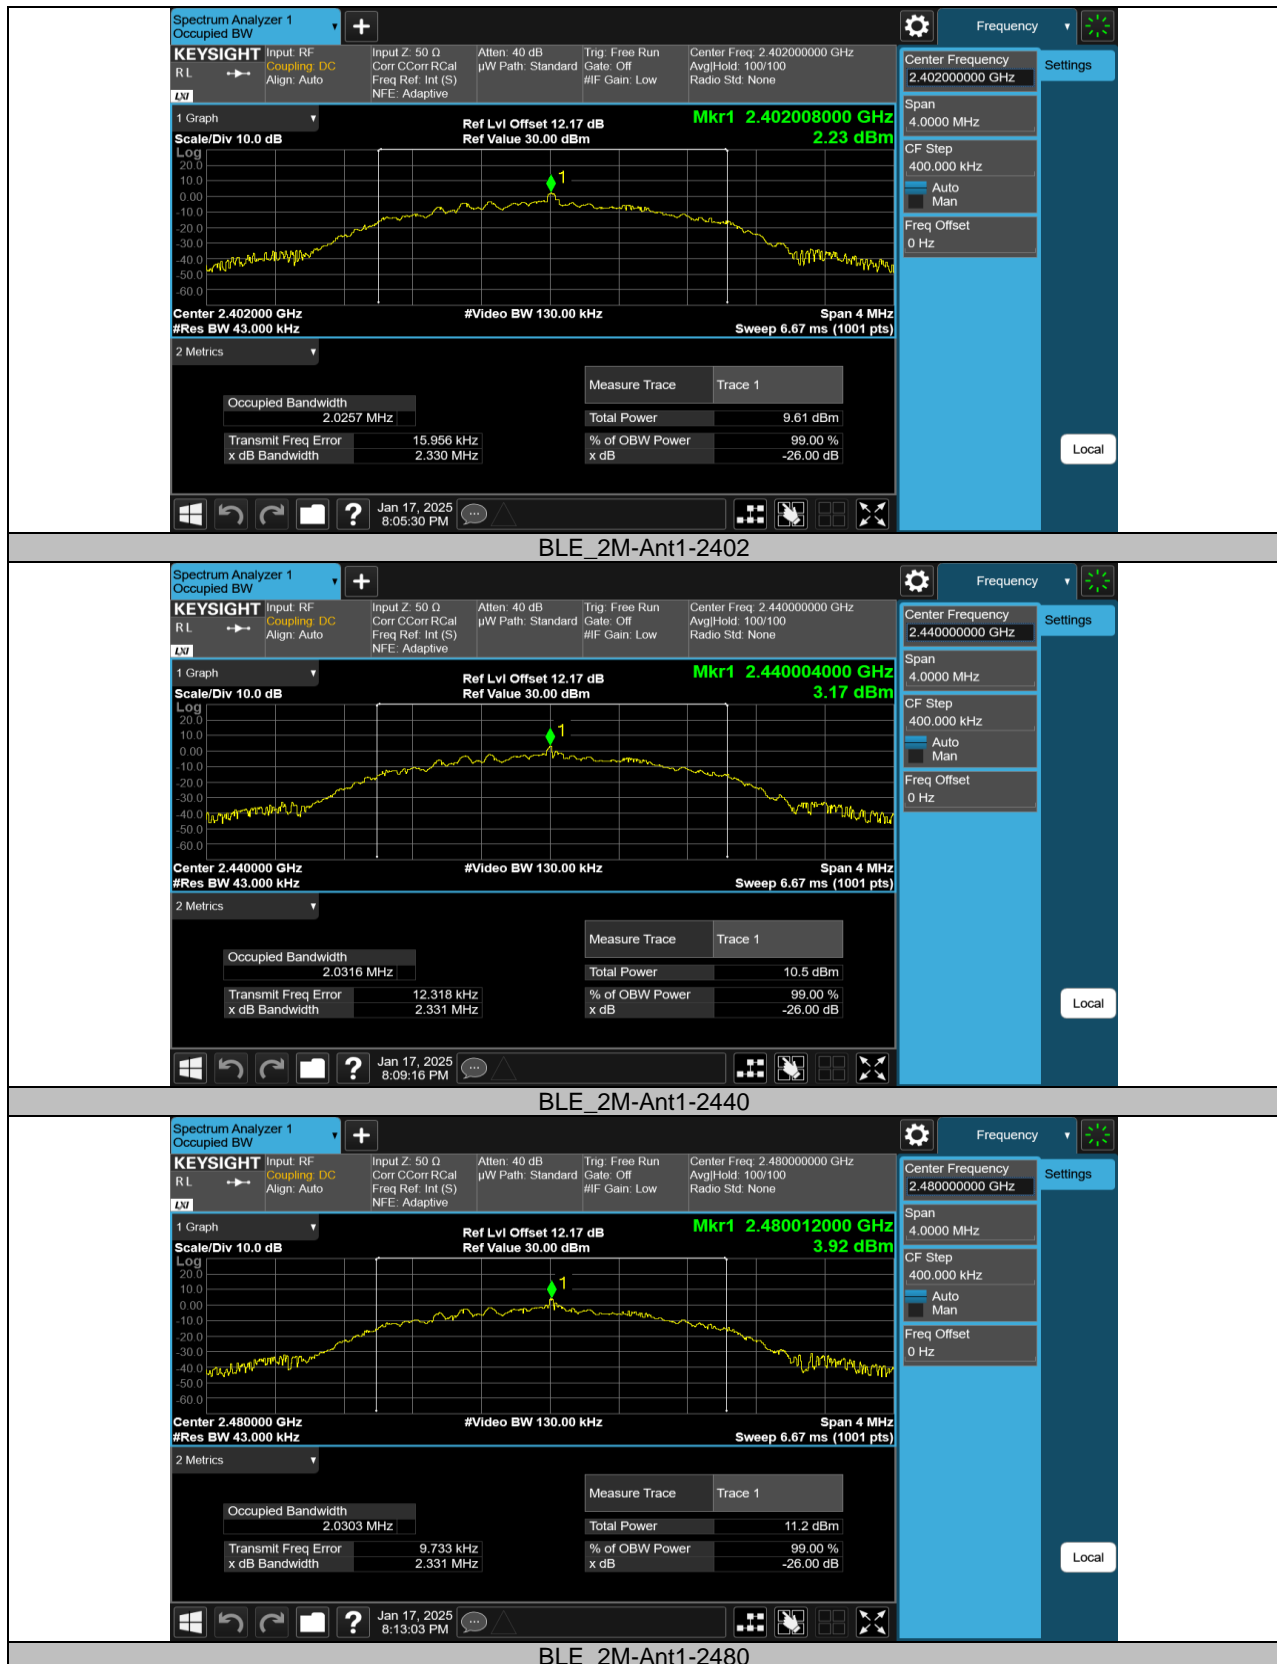 Spectrum Analyzer 1
Occupied BW
+
Frequency
KEYSIGHT
RL
LXI
Input: RF
Coupling: DC
Align: Auto
Input Z: 50 Ω
Corr CCorr RCal
Freq Ref: Int (S)
NFE: Adaptive
Atten: 40 dB
µW Path: Standard
Trig: Free Run
Gate: Off
#IF Gain: Low
Center Freq: 2.402000000 GHz
Avg|Hold: 100/100
Radio Std: None
Center Frequency
2.402000000 GHz
Settings
Span
4.0000 MHz
CF Step
400.000 kHz
Auto
Man
Freq Offset
0 Hz
1 Graph
Scale/Div 10.0 dB
Ref Lvl Offset 12.17 dB
Ref Value 30.00 dBm
Mkr1 2.402008000 GHz
2.23 dBm
Log
20.0
10.0
0.00
-10.0
-20.0
-30.0
-40.0
-50.0
-60.0
1
Center 2.402000 GHz
#Res BW 43.000 kHz
#Video BW 130.00 kHz
Span 4 MHz
Sweep 6.67 ms (1001 pts)
2 Metrics
Measure Trace Trace 1
Occupied Bandwidth
2.0257 MHz
Total Power 9.61 dBm
Transmit Freq Error 15.956 kHz
% of OBW Power 99.00 %
x dB Bandwidth 2.330 MHz
x dB -26.00 dB
Local
?
Jan 17, 2025
8:05:30 PM
BLE_2M-Ant1-2402
Spectrum Analyzer 1
Occupied BW
+
Frequency
KEYSIGHT
RL
LXI
Input: RF
Coupling: DC
Align: Auto
Input Z: 50 Ω
Corr CCorr RCal
Freq Ref: Int (S)
NFE: Adaptive
Atten: 40 dB
µW Path: Standard
Trig: Free Run
Gate: Off
#IF Gain: Low
Center Freq: 2.440000000 GHz
Avg|Hold: 100/100
Radio Std: None
Center Frequency
2.440000000 GHz
Settings
Span
4.0000 MHz
CF Step
400.000 kHz
Auto
Man
Freq Offset
0 Hz
1 Graph
Scale/Div 10.0 dB
Ref Lvl Offset 12.17 dB
Ref Value 30.00 dBm
Mkr1 2.440004000 GHz
3.17 dBm
Log
20.0
10.0
0.00
-10.0
-20.0
-30.0
-40.0
-50.0
-60.0
1
Center 2.440000 GHz
#Res BW 43.000 kHz
#Video BW 130.00 kHz
Span 4 MHz
Sweep 6.67 ms (1001 pts)
2 Metrics
Measure Trace Trace 1
Occupied Bandwidth
2.0316 MHz
Total Power 10.5 dBm
Transmit Freq Error 12.318 kHz
% of OBW Power 99.00 %
x dB Bandwidth 2.331 MHz
x dB -26.00 dB
Local
?
Jan 17, 2025
8:09:16 PM
BLE_2M-Ant1-2440
Spectrum Analyzer 1
Occupied BW
+
Frequency
KEYSIGHT
RL
LXI
Input: RF
Coupling: DC
Align: Auto
Input Z: 50 Ω
Corr CCorr RCal
Freq Ref: Int (S)
NFE: Adaptive
Atten: 40 dB
µW Path: Standard
Trig: Free Run
Gate: Off
#IF Gain: Low
Center Freq: 2.480000000 GHz
Avg|Hold: 100/100
Radio Std: None
Center Frequency
2.480000000 GHz
Settings
Span
4.0000 MHz
CF Step
400.000 kHz
Auto
Man
Freq Offset
0 Hz
1 Graph
Scale/Div 10.0 dB
Ref Lvl Offset 12.17 dB
Ref Value 30.00 dBm
Mkr1 2.480012000 GHz
3.92 dBm
Log
20.0
10.0
0.00
-10.0
-20.0
-30.0
-40.0
-50.0
-60.0
1
Center 2.480000 GHz
#Res BW 43.000 kHz
#Video BW 130.00 kHz
Span 4 MHz
Sweep 6.67 ms (1001 pts)
2 Metrics
Measure Trace Trace 1
Occupied Bandwidth
2.0303 MHz
Total Power 11.2 dBm
Transmit Freq Error 9.733 kHz
% of OBW Power 99.00 %
x dB Bandwidth 2.331 MHz
x dB -26.00 dB
Local
?
Jan 17, 2025
8:13:03 PM
BLE_2M-Ant1-2480